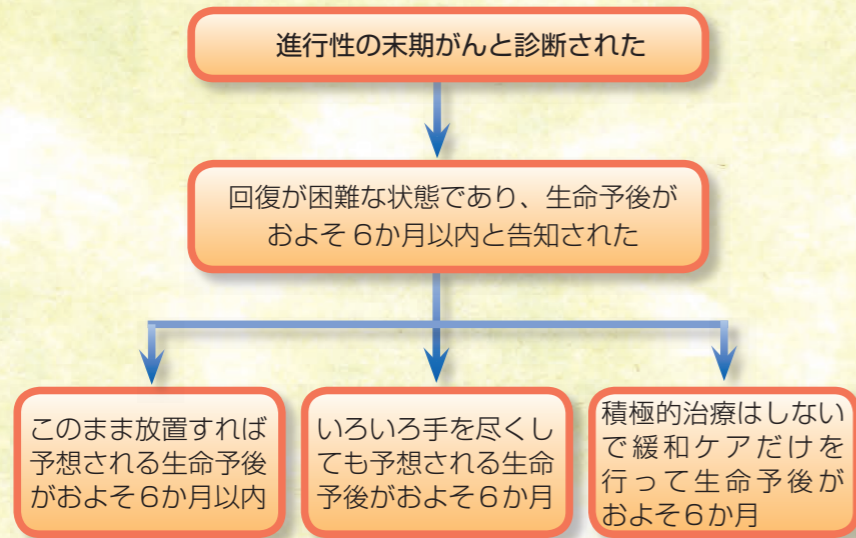 進行性の末期がんと診断された
回復が困難な状態であり、生命予後が
およそ6か月以内と告知された
このまま放置すれば
予想される生命予後
がおよそ6か月以内
いろいろ手を尽くし
ても予想される生命
予後がおよそ6か月
積極的治療はしない
で緩和ケアだけを
行って生命予後が
およそ6か月